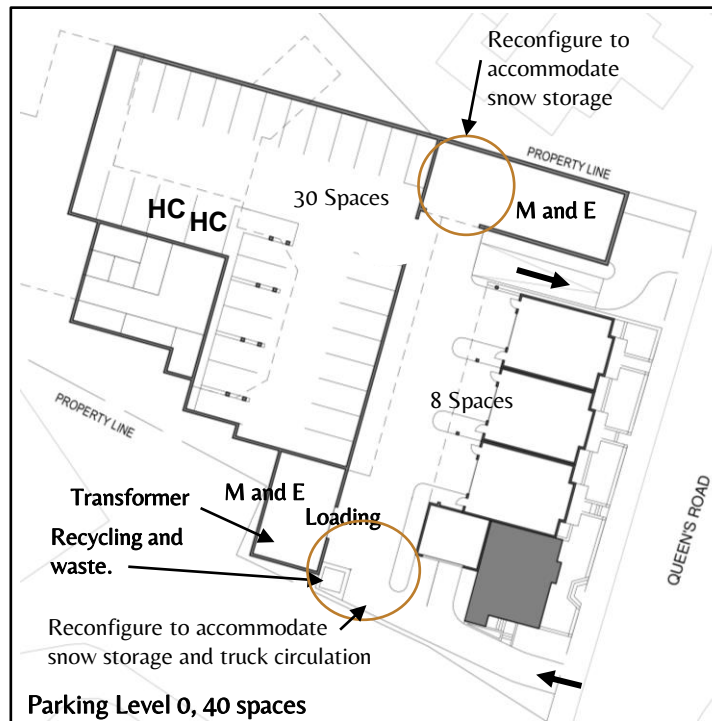 Reconfigure to
accommodate
snow storage
PROPERTY LINE
30 Spaces
M and E
HC
HC
8 Spaces
PROPERTY LINE
QUEEN'S ROAD
M and E
Transformer
Loading
Recycling and
waste.
Reconfigure to accommodate
snow storage and truck circulation
Parking Level 0, 40 spaces